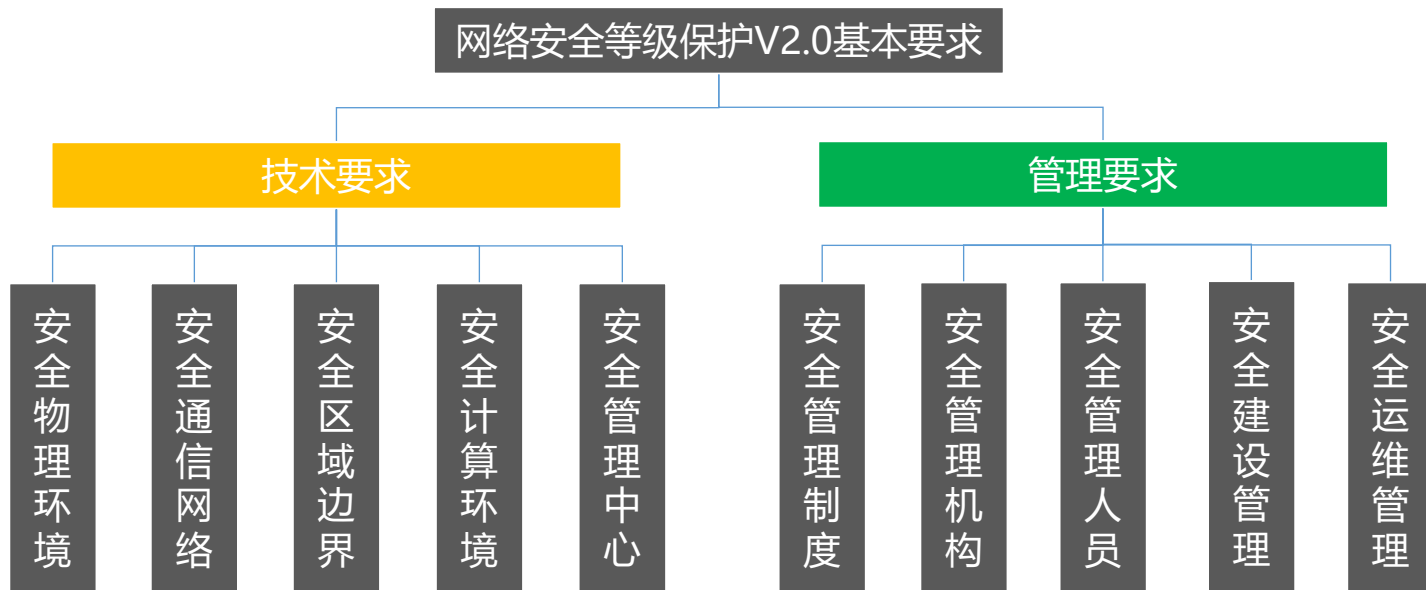 网络安全等级保护V2.0基本要求
技术要求
管理要求
安全物理环境
安全通信网络
安全区域边界
安全计算环境
安全管理中心
安全管理制度
安全管理机构
安全管理人员
安全建设管理
安全运维管理